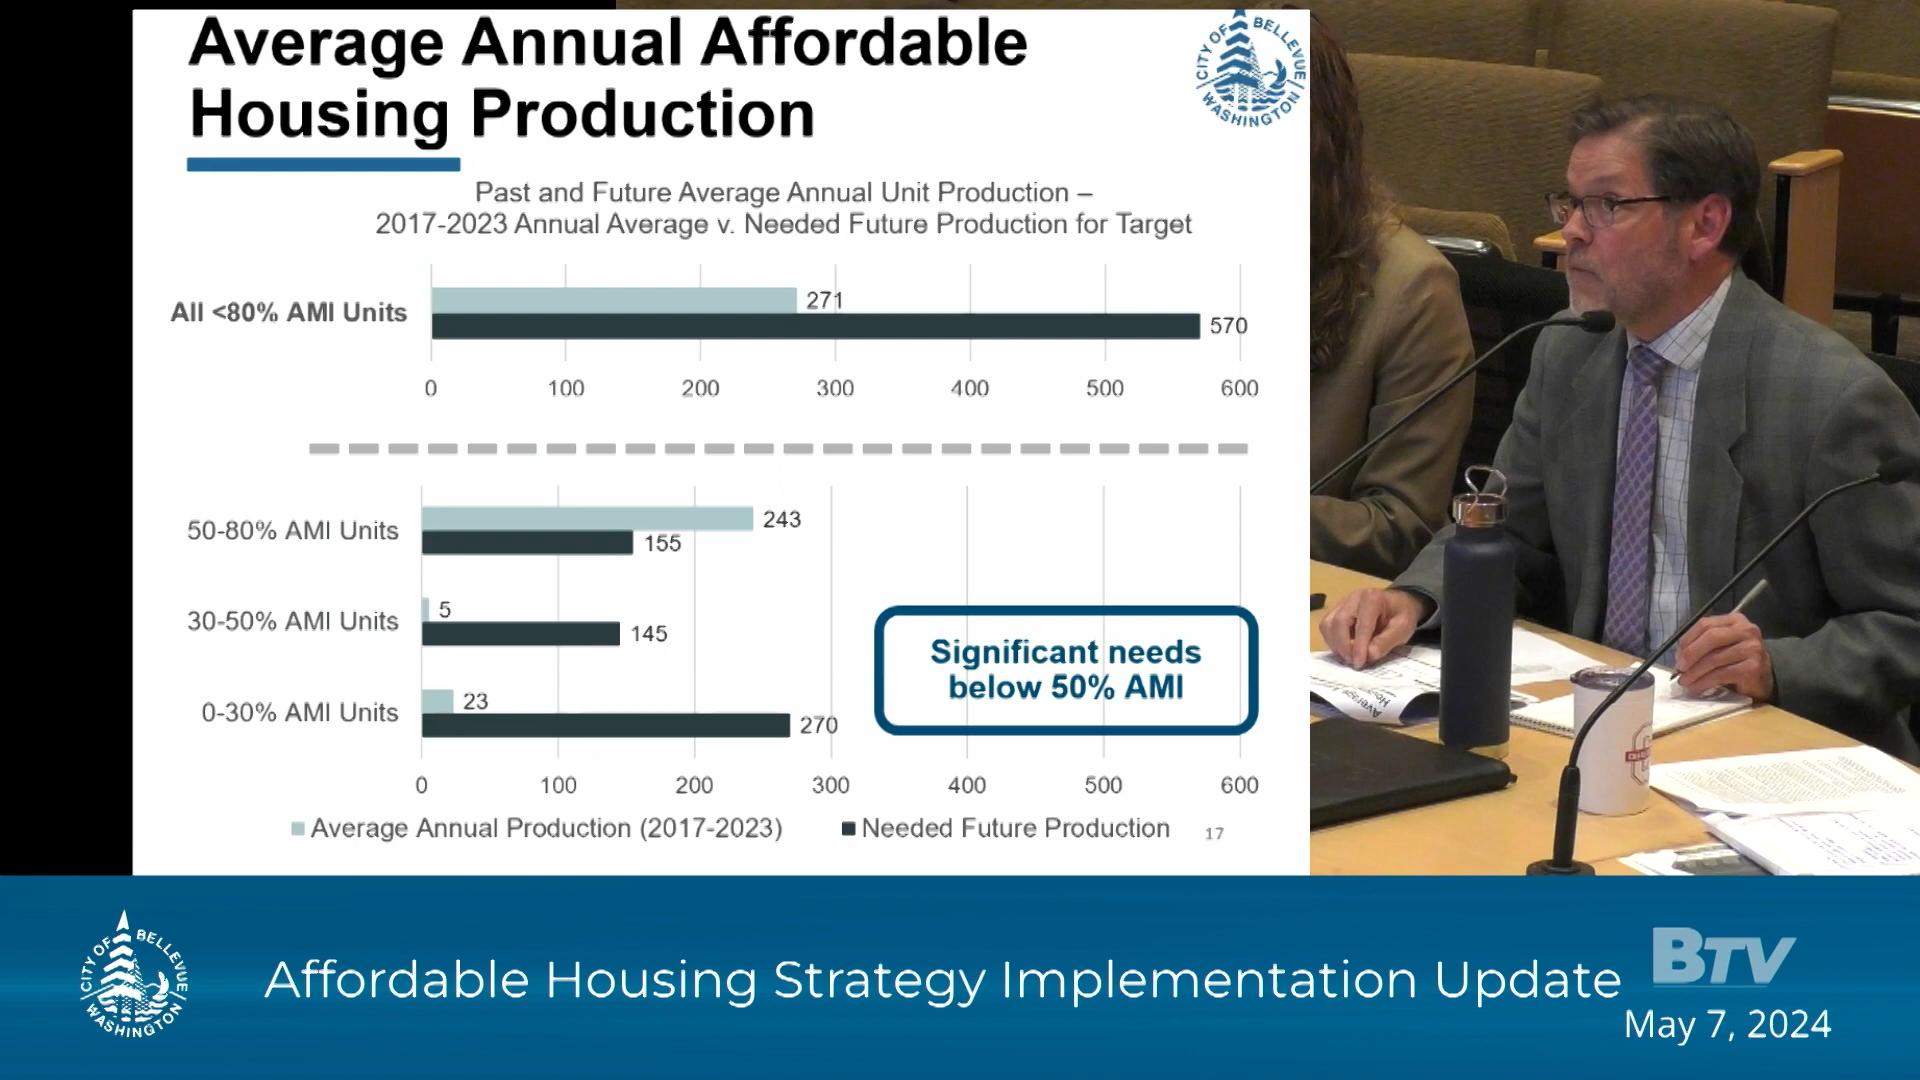 Average Annual Affordable
Housing Production
CITY OF BELLEVUE
WASHINGTON
Past and Future Average Annual Unit Production –
2017-2023 Annual Average v. Needed Future Production for Target
All <80% AMI Units
271
570
0 100 200 300 400 500 600
50-80% AMI Units
243
155
30-50% AMI Units
5
145
0-30% AMI Units
23
270
Significant needs
below 50% AMI
0 100 200 300 400 500 600
Average Annual Production (2017-2023) Needed Future Production 17
CITY OF BELLEVUE
WASHINGTON
Affordable Housing Strategy Implementation Update
BTV
May 7, 2024